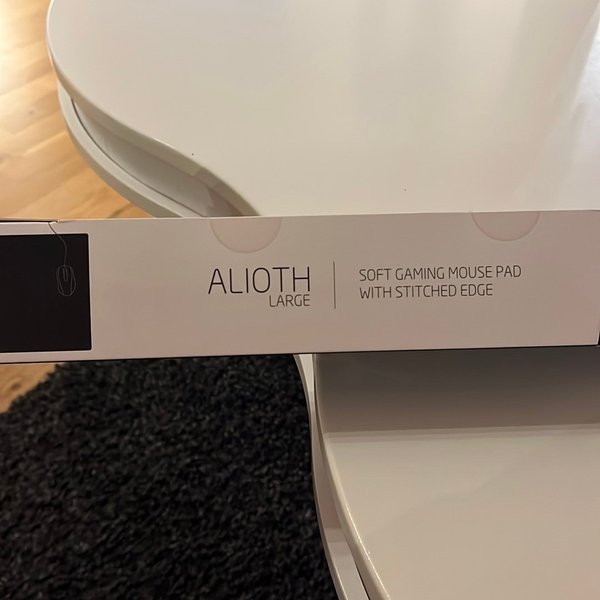 ALIOTH
LARGE
SOFT GAMING MOUSE PAD
WITH STITCHED EDGE